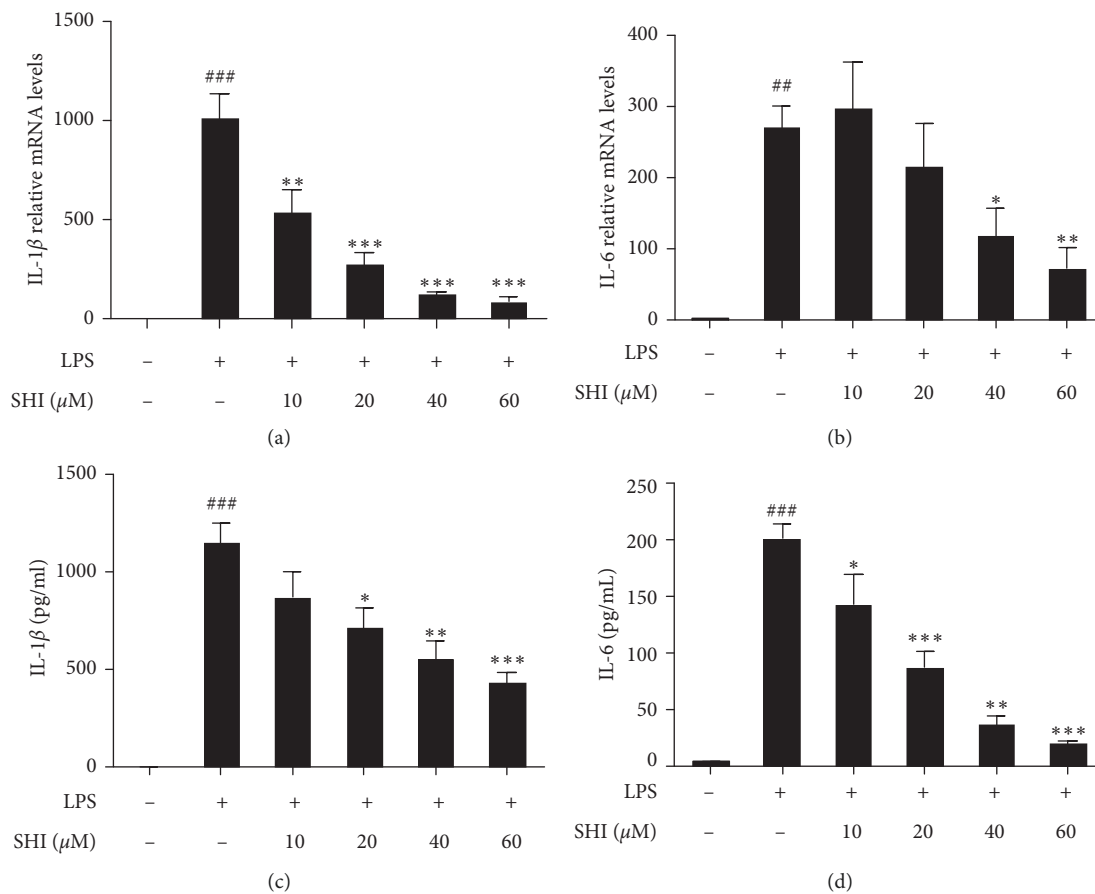 1500
1000
500
0
IL-1β relative mRNA levels
###
**
***
***
***
LPS – + + + + +
SHI (μM) – – 10 20 40 60
(a)
400
300
200
100
0
IL-6 relative mRNA levels
##
*
**
LPS – + + + + +
SHI (μM) – – 10 20 40 60
(b)
1500
1000
500
0
IL-1β (pg/ml)
###
*
**
***
LPS – + + + + +
SHI (μM) – – 10 20 40 60
(c)
250
200
150
100
50
0
IL-6 (pg/mL)
###
*
***
**
***
LPS – + + + + +
SHI (μM) – – 10 20 40 60
(d)